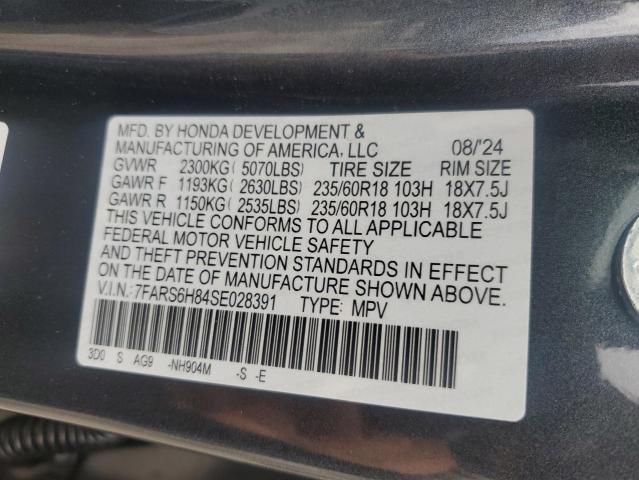 MFD. BY HONDA DEVELOPMENT &
MANUFACTURING OF AMERICA, LLC 08/'24
GVWR 2300KG( 5070LBS) TIRE SIZE RIM SIZE
GAWR F 1193KG( 2630LBS) 235/60R18 103H 18X7.5J
GAWR R 1150KG( 2535LBS) 235/60R18 103H 18X7.5J
THIS VEHICLE CONFORMS TO ALL APPLICABLE
FEDERAL MOTOR VEHICLE SAFETY
AND THEFT PREVENTION STANDARDS IN EFFECT
ON THE DATE OF MANUFACTURE SHOWN ABOVE.
V.I.N.: 7FARS6H84SE028391 TYPE: MPV
3D0 S AG9 -NH904M -S -E